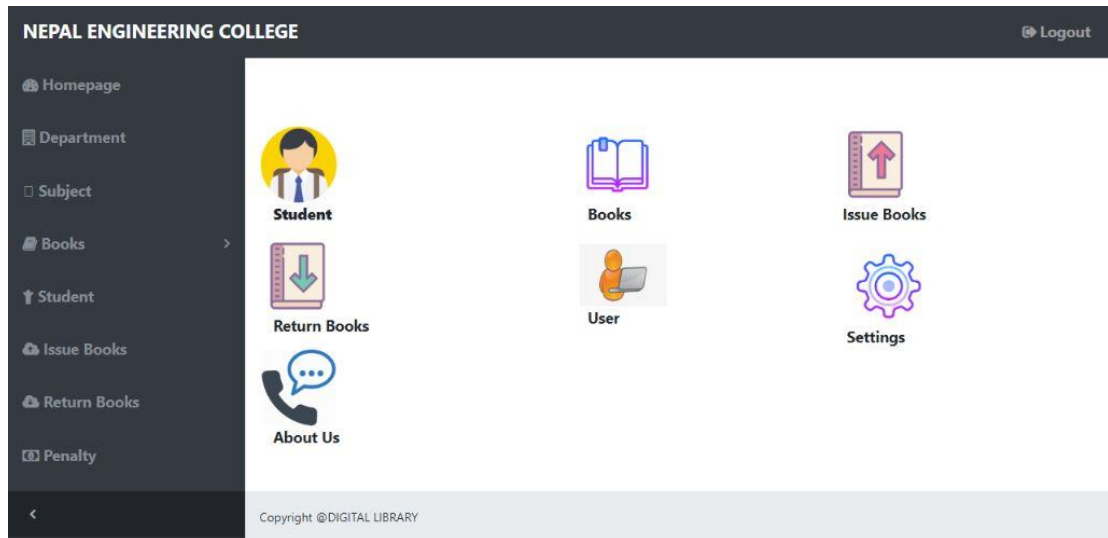 NEPAL ENGINEERING COLLEGE
Logout
Homepage
Department
Subject
Books
Student
Issue Books
Return Books
Penalty
Student
Books
Issue Books
Return Books
User
Settings
About Us
Copyright @DIGITAL LIBRARY